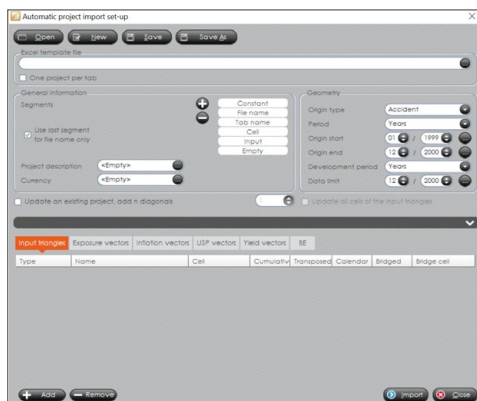 Automatic project import set-up
Open New Save Save As
Excel template file
One project per tab
General information
Segments
Constant
File name
Tab name
Cell
Input
Empty
Use last segment
for file name only
Project description <Empty>
Currency <Empty>
Geometry
Origin type Accident
Period Years
Origin start 01 / 1999
Origin end 12 / 2000
Development period Years
Data limit 12 / 2000
Update an existing project, add n diagonals 1 Update all cells of the input triangles
Input triangles Exposure vectors Inflation vectors USP vectors Yield vectors BE
Type Name Cell Cumulativ Transposed Calendar Bridged Bridge cell
Add Remove Import Close